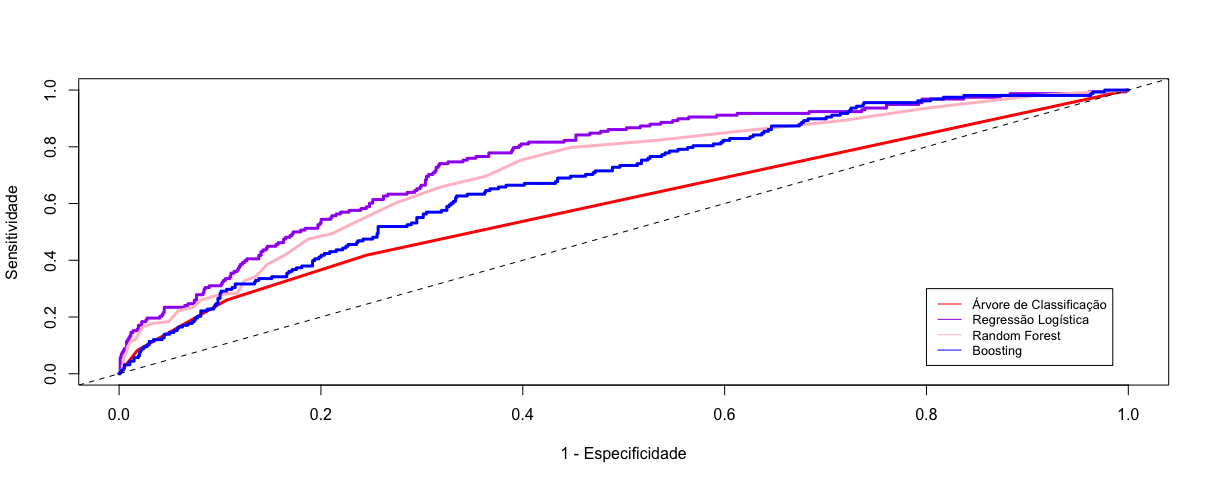 Sensitividade
1.0
0.8
0.6
0.4
0.2
0.0
Árvore de Classificação
Regressão Logística
Random Forest
Boosting
0.0 0.2 0.4 0.6 0.8 1.0
1 - Especificidade